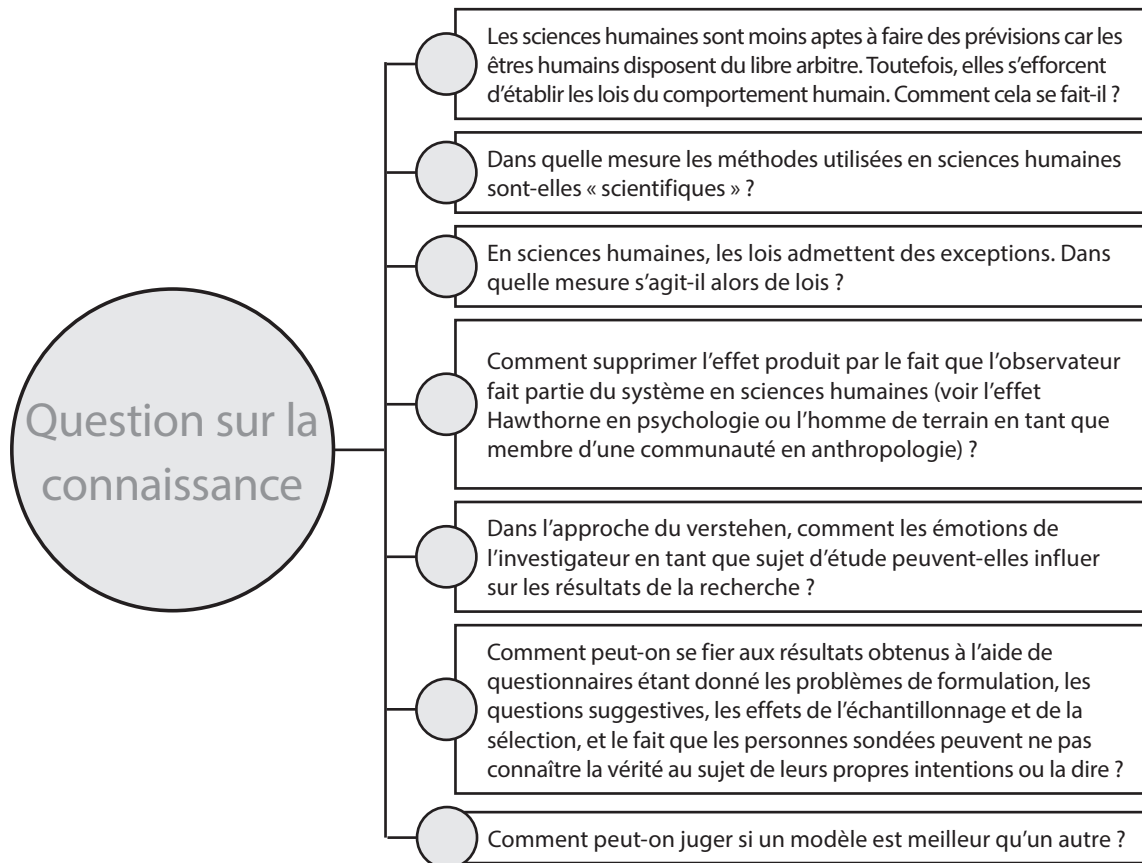 Question sur la
connaissance
Les sciences humaines sont moins aptes à faire des prévisions car les
êtres humains disposent du libre arbitre. Toutefois, elles s’efforcent
d’établir les lois du comportement humain. Comment cela se fait-il ?
Dans quelle mesure les méthodes utilisées en sciences humaines
sont-elles « scientifiques » ?
En sciences humaines, les lois admettent des exceptions. Dans
quelle mesure s’agit-il alors de lois ?
Comment supprimer l’effet produit par le fait que l’observateur
fait partie du système en sciences humaines (voir l’effet
Hawthorne en psychologie ou l’homme de terrain en tant que
membre d’une communauté en anthropologie) ?
Dans l’approche du verstehen, comment les émotions de
l’investigateur en tant que sujet d’étude peuvent-elles influer
sur les résultats de la recherche ?
Comment peut-on se fier aux résultats obtenus à l’aide de
questionnaires étant donné les problèmes de formulation, les
questions suggestives, les effets de l’échantillonnage et de la
sélection, et le fait que les personnes sondées peuvent ne pas
connaître la vérité au sujet de leurs propres intentions ou la dire ?
Comment peut-on juger si un modèle est meilleur qu’un autre ?